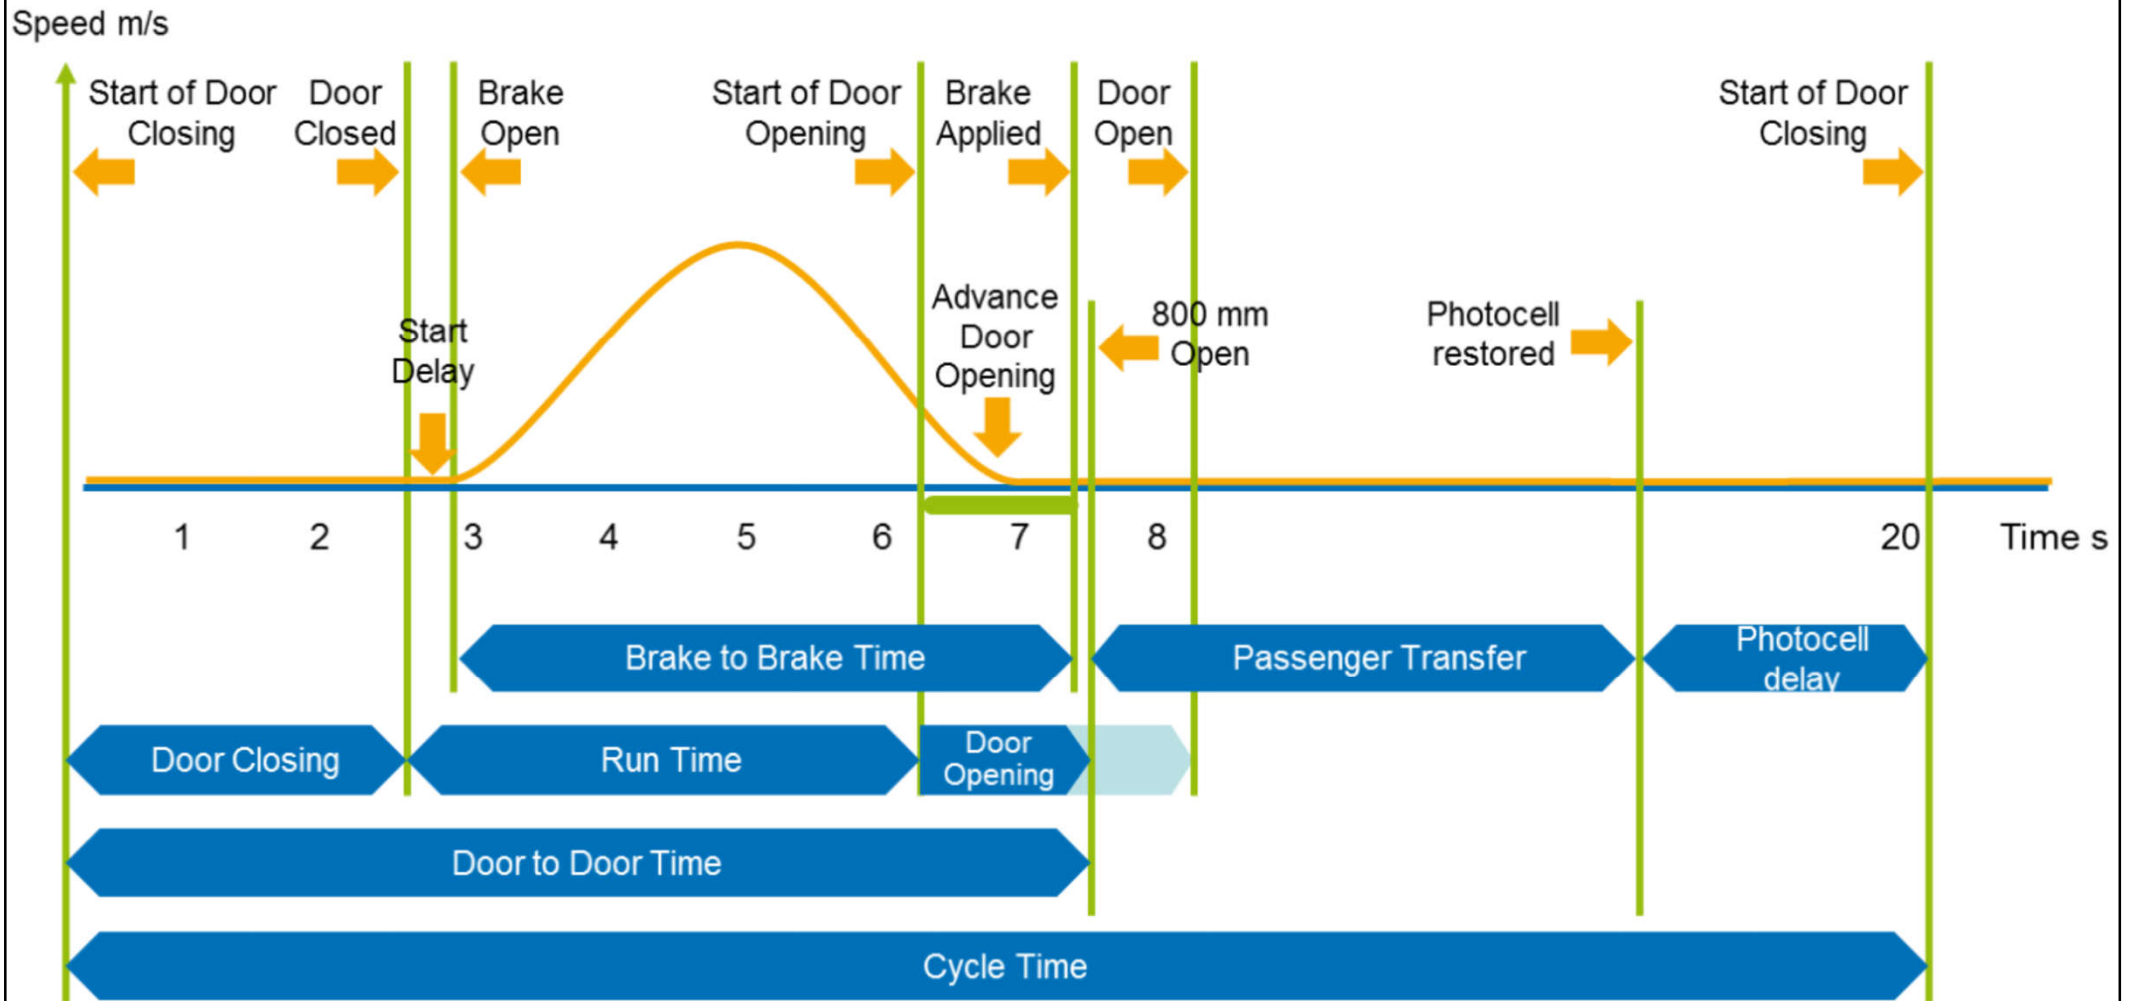 Speed m/s
Start of Door
Closing
Door
Closed
Brake
Open
Start of Door
Opening
Brake
Applied
Door
Open
Start of Door
Closing
Start
Delay
Advance
Door
Opening
800 mm
Open
Photocell
restored
1 2 3 4 5 6 7 8 20 Time s
Brake to Brake Time
Passenger Transfer
Photocell
delay
Door Closing
Run Time
Door
Opening
Door to Door Time
Cycle Time